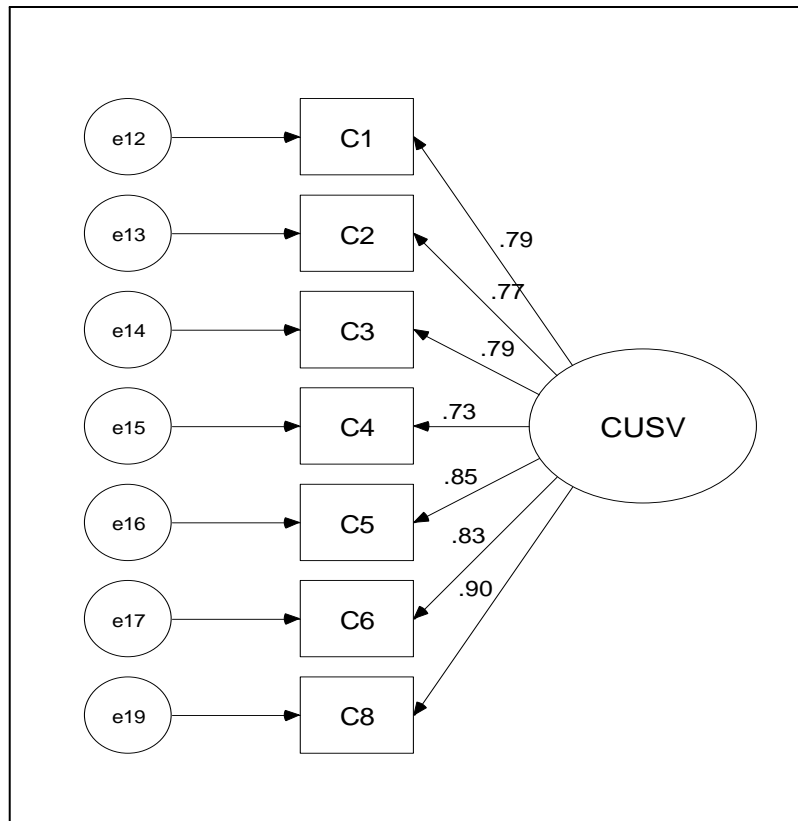 e12
C1
e13
C2
.79
.77
e14
C3
.79
e15
C4
.73
CUSV
.85
e16
C5
.83
.90
e17
C6
e19
C8